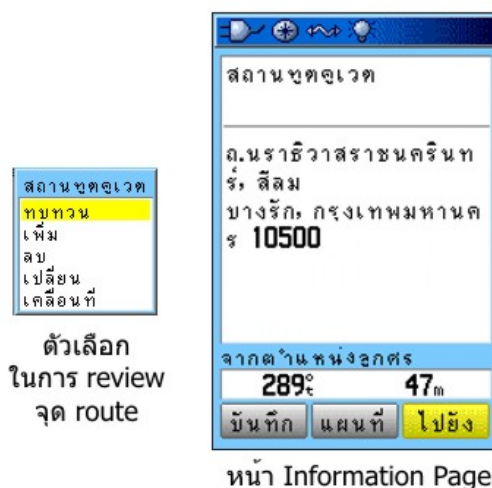 สถานทูตคูเวต
ทบทวน
เพิ่ม
ลบ
เปลี่ยน
เคลื่อนที่
ตัวเลือก
ในการ review
จุด route
สถานทูตคูเวต
ถ.นราธิวาสราชนครินท
ร์, สีลม
บางรัก, กรุงเทพมหานค
ร 10500
จากตำแหน่งลูกศร
289°t 47m
บันทึก แผนที่ ไปยัง
หน้า Information Page